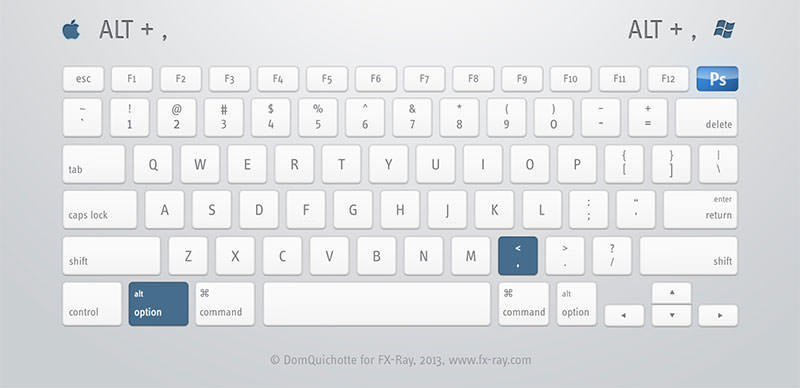 ALT + , ALT + ,
esc F1 F2 F3 F4 F5 F6 F7 F8 F9 F10 F11 F12 Ps
~ ! @ # $ % ^ & * ( ) - +
` 1 2 3 4 5 6 7 8 9 0 - = delete
tab Q W E R T Y U I O P { } |
[ ] \
caps lock A S D F G H J K L : " enter
; ' return
shift Z X C V B N M < > ? shift
, . /
alt ⌘ ⌘ alt
control option command command option
◄ ▲ ▼ ►
© DomQuichotte for FX-Ray, 2013, www.fx-ray.com